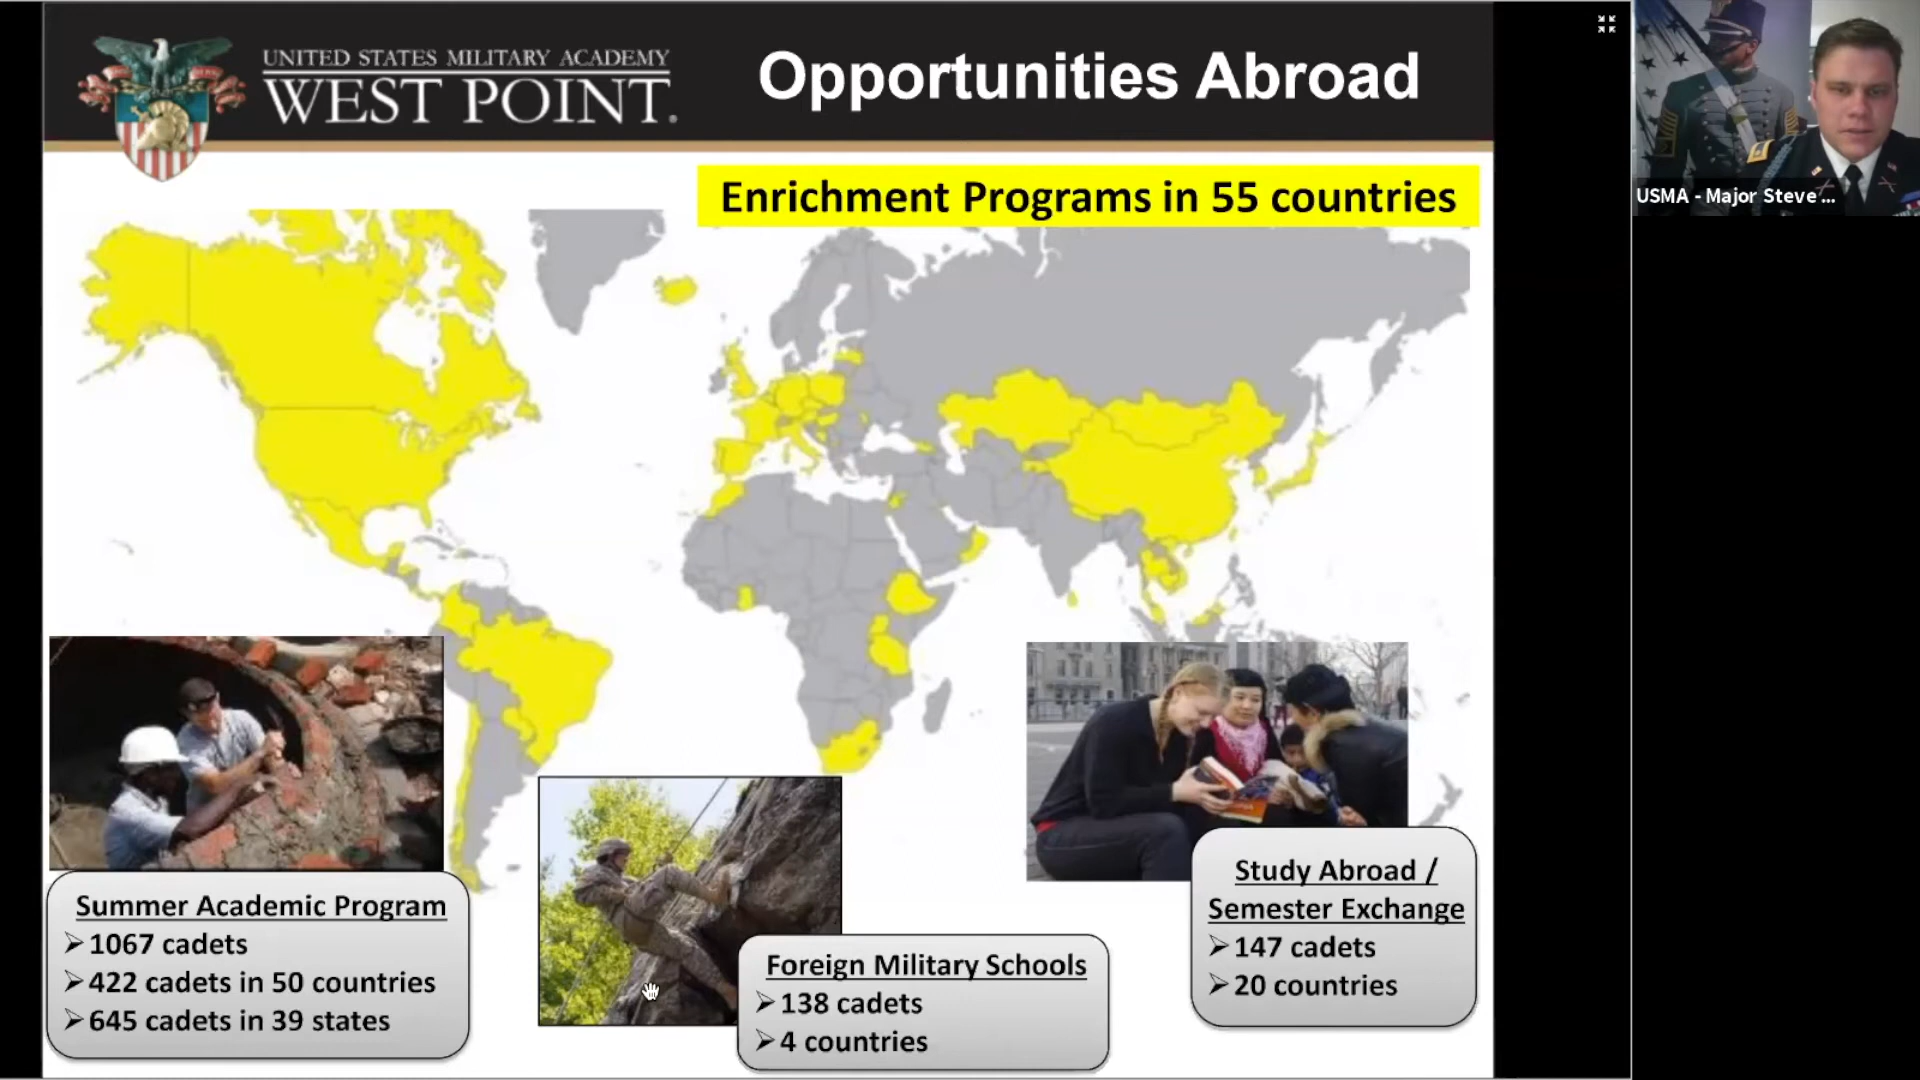 UNITED STATES MILITARY ACADEMY
WEST POINT.
Opportunities Abroad
USMA - Major Steve ...
Enrichment Programs in 55 countries
Summer Academic Program
➢ 1067 cadets
➢ 422 cadets in 50 countries
➢ 645 cadets in 39 states
Foreign Military Schools
➢ 138 cadets
➢ 4 countries
Study Abroad /
Semester Exchange
➢ 147 cadets
➢ 20 countries